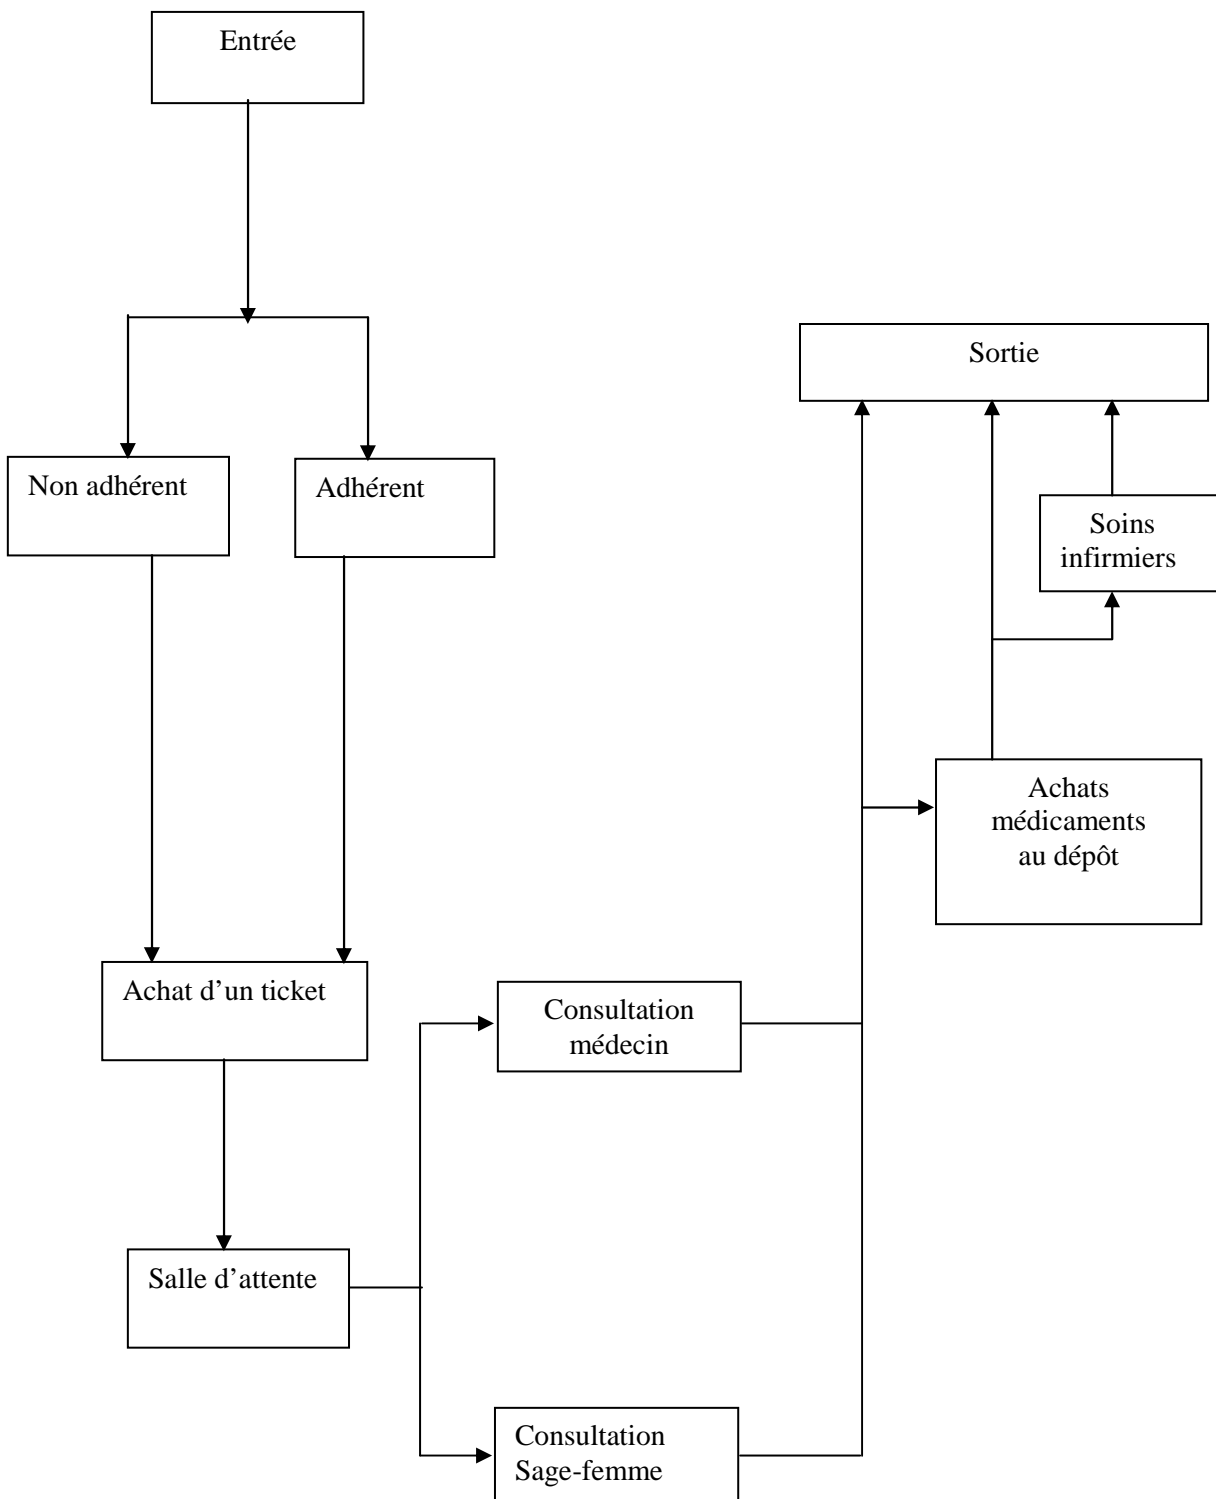 Entrée
Sortie
Non adhérent
Adhérent
Soins
infirmiers
Achats
médicaments
au dépôt
Achat d’un ticket
Consultation
médecin
Salle d’attente
Consultation
Sage-femme